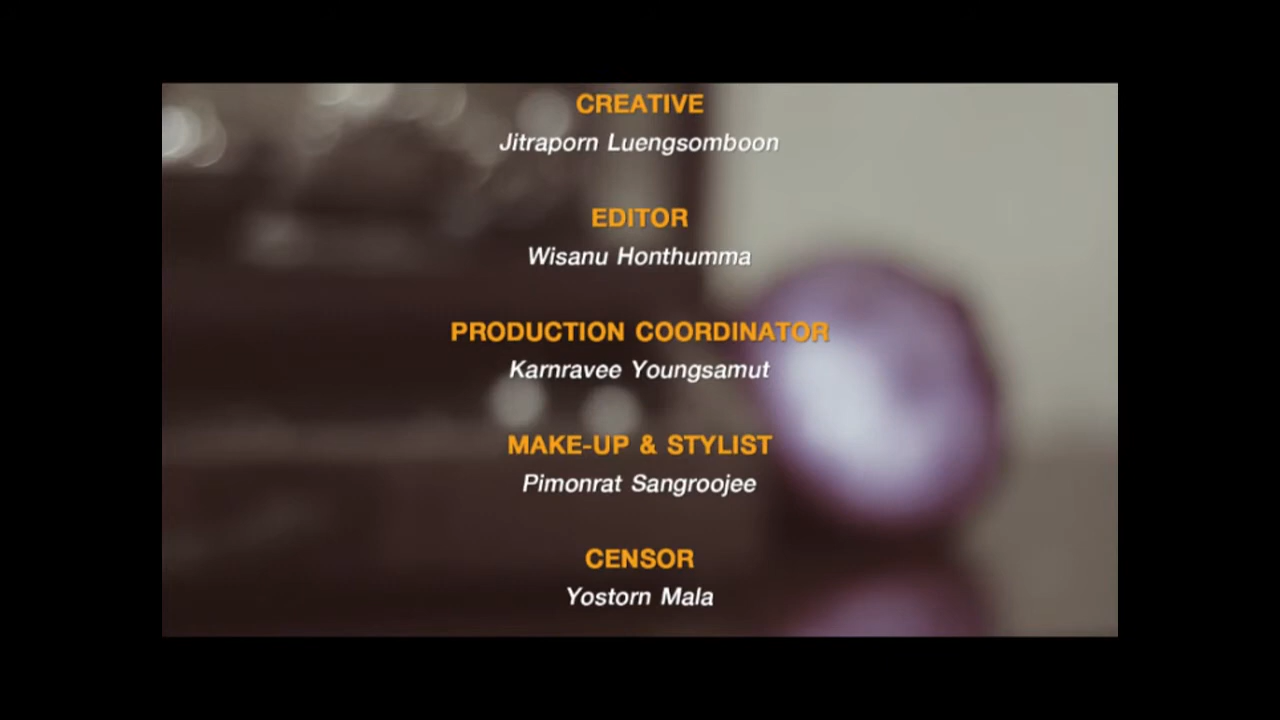 CREATIVE
Jitraporn Luengsomboon
EDITOR
Wisanu Honthumma
PRODUCTION COORDINATOR
Karnravee Youngsamut
MAKE-UP & STYLIST
Pimonrat Sangroojee
CENSOR
Yostorn Mala